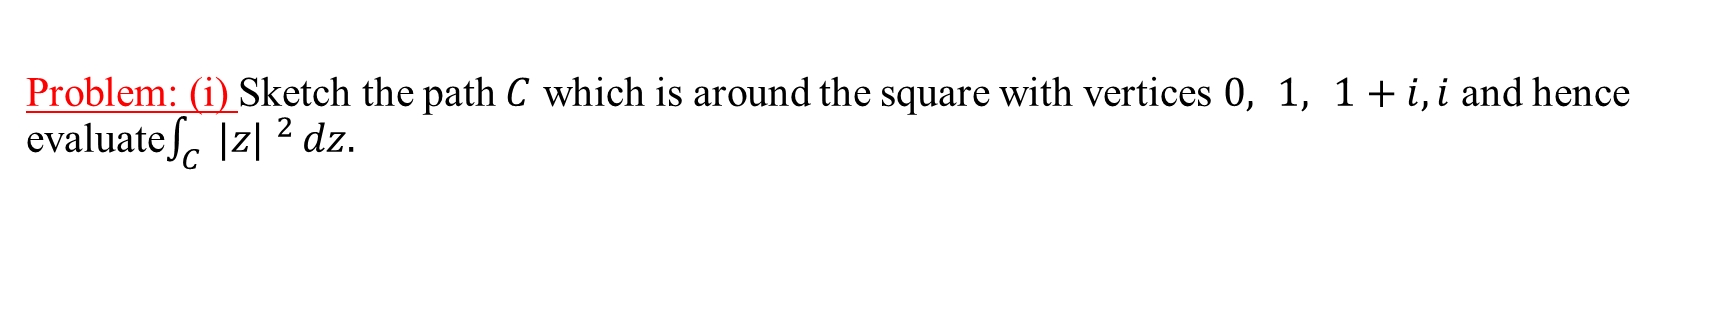 Problem: (i) Sketch the path C which is around the square with vertices 0, 1, 1 + i, i and hence
evaluate∫_C |z| ² dz.